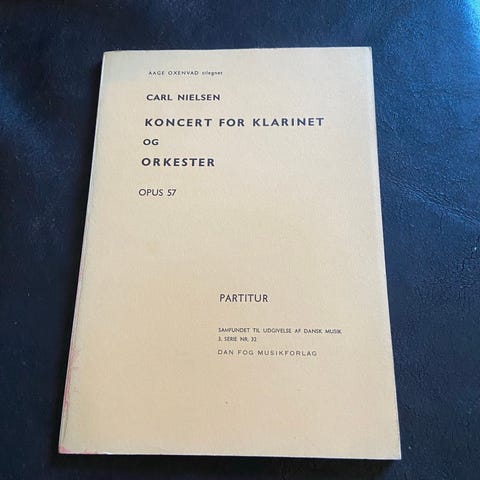 AAGE OXENVAD tilegnet
CARL NIELSEN
KONCERT FOR KLARINET
OG
ORKESTER
OPUS 57
PARTITUR
SAMFUNDET TIL UDGIVELSE AF DANSK MUSIK
3. SERIE NR. 32
DAN FOG MUSIKFORLAG